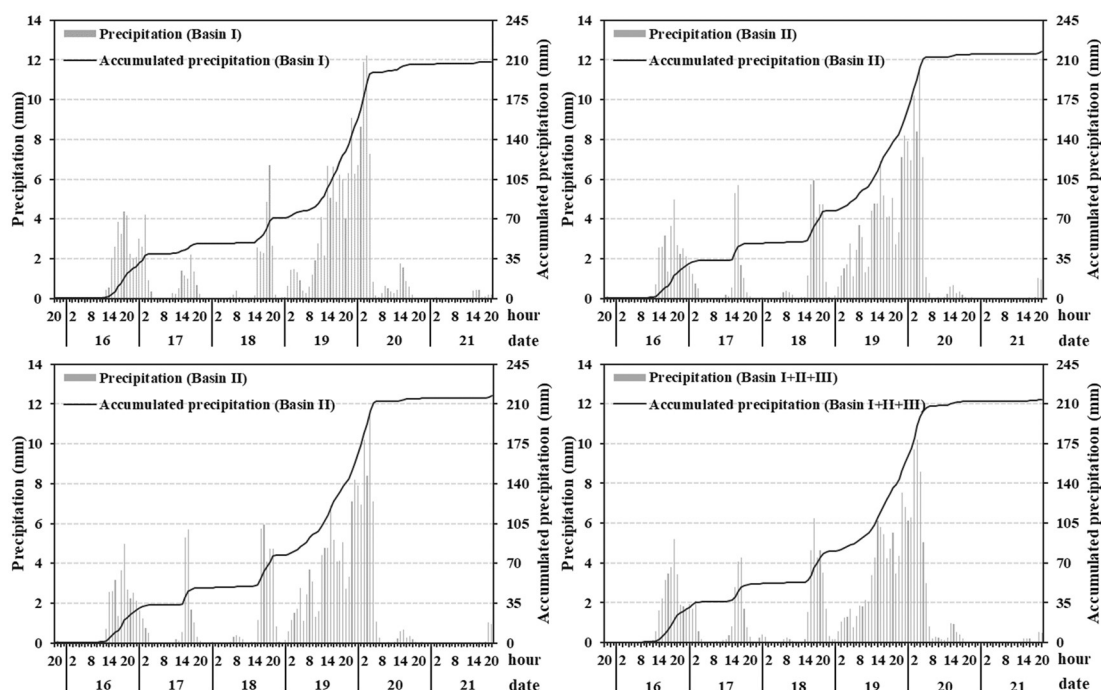 14 245
Precipitation (Basin I)
12 210
Accumulated precipitation (Basin I)
10 175
8 140
6 105
4 70
2 35
0 0
Precipitation (mm)
Accumulated precipitatioon (mm)
20 2 8 14 20 2 8 14 20 2 8 14 20 2 8 14 20 2 8 14 20 2 8 14 20 hour
16 17 18 19 20 21 date
14 245
Precipitation (Basin II)
12 210
Accumulated precipitation (Basin II)
10 175
8 140
6 105
4 70
2 35
0 0
Precipitation (mm)
Accumulated precipitatioon (mm)
20 2 8 14 20 2 8 14 20 2 8 14 20 2 8 14 20 2 8 14 20 2 8 14 20 hour
16 17 18 19 20 21 date
14 245
Precipitation (Basin II)
12 210
Accumulated precipitation (Basin II)
10 175
8 140
6 105
4 70
2 35
0 0
Precipitation (mm)
Accumulated precipitatioon (mm)
20 2 8 14 20 2 8 14 20 2 8 14 20 2 8 14 20 2 8 14 20 2 8 14 20 hour
16 17 18 19 20 21 date
14 245
Precipitation (Basin I+II+III)
12 210
Accumulated precipitation (Basin I+II+III)
10 175
8 140
6 105
4 70
2 35
0 0
Precipitation (mm)
Accumulated precipitatioon (mm)
20 2 8 14 20 2 8 14 20 2 8 14 20 2 8 14 20 2 8 14 20 2 8 14 20 hour
16 17 18 19 20 21 date